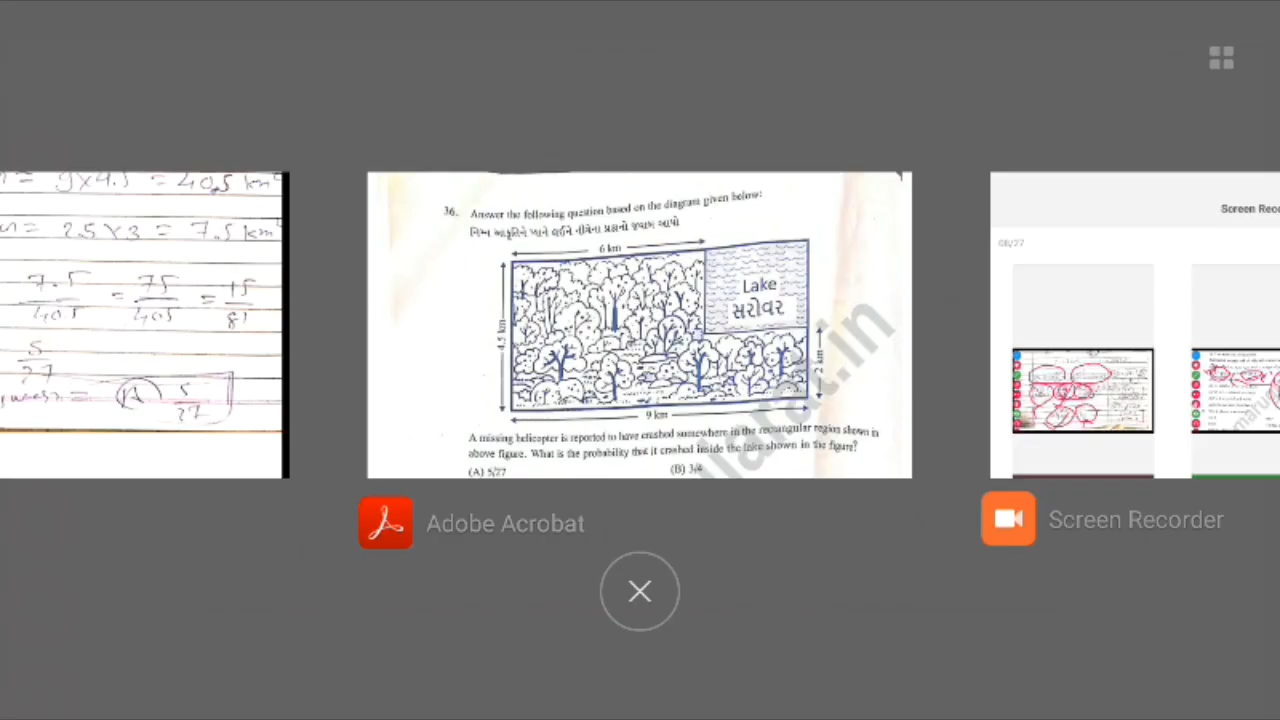 = 9x4.5 = 40.5 km²
= 2.5 x 3 = 7.5 km²
7.5/40.5 = 75/405 = 15/81
5/27
= (A) 5/27
36. Answer the following question based on the diagram given below:
નિમ્ન આકૃતિને ધ્યાને લઈને નીચેના પ્રશ્નનો જવાબ આપો
6 km
Lake
સરોવર
4.5 km
2 km
9 km
A missing helicopter is reported to have crashed somewhere in the rectangular region shown in
above figure. What is the probability that it crashed inside the lake shown in the figure?
(A) 5/27 (B) 3/4
Screen Reco
08/27
Adobe Acrobat
Screen Recorder